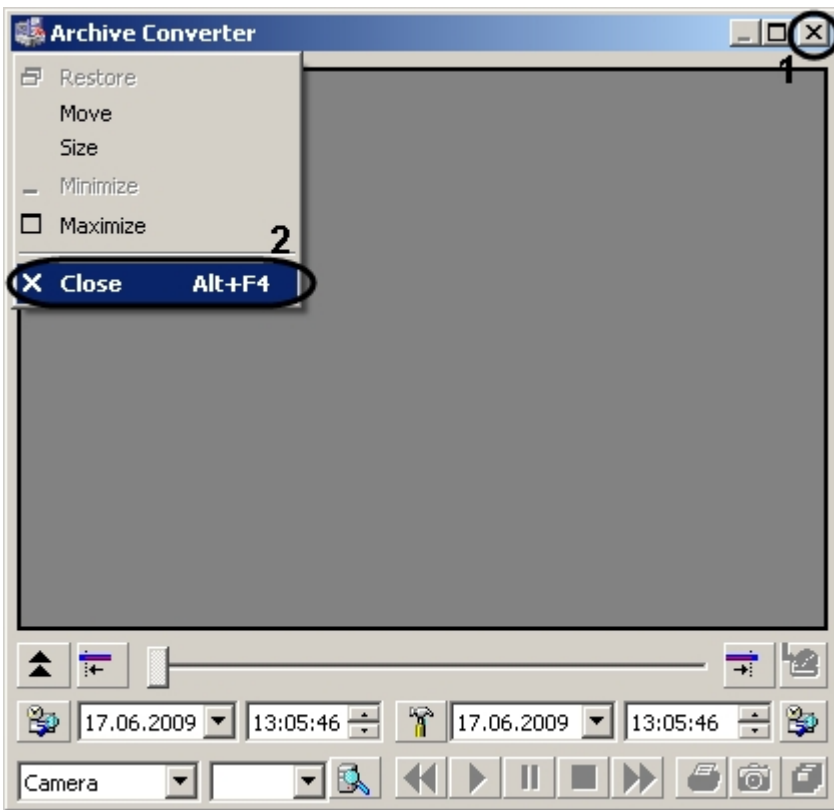 Archive Converter
1
Restore
Move
Size
Minimize
Maximize
2
Close Alt+F4
17.06.2009 13:05:46 17.06.2009 13:05:46
Camera